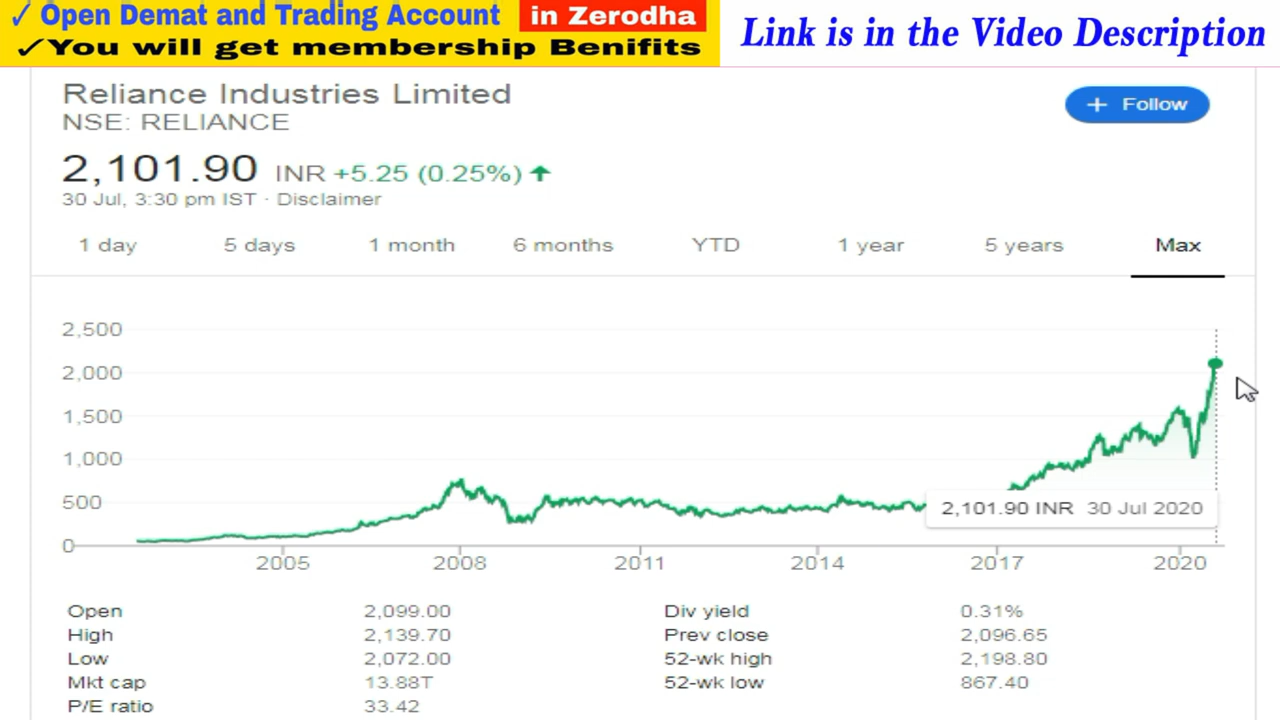 ✓ Open Demat and Trading Account in Zerodha
✓You will get membership Benifits
Link is in the Video Description
Reliance Industries Limited
NSE: RELIANCE
+ Follow
2,101.90 INR +5.25 (0.25%) ↑
30 Jul, 3:30 pm IST · Disclaimer
1 day 5 days 1 month 6 months YTD 1 year 5 years Max
2,500
2,000
1,500
1,000
500
0
2,101.90 INR 30 Jul 2020
2005 2008 2011 2014 2017 2020
Open 2,099.00 Div yield 0.31%
High 2,139.70 Prev close 2,096.65
Low 2,072.00 52-wk high 2,198.80
Mkt cap 13.88T 52-wk low 867.40
P/E ratio 33.42